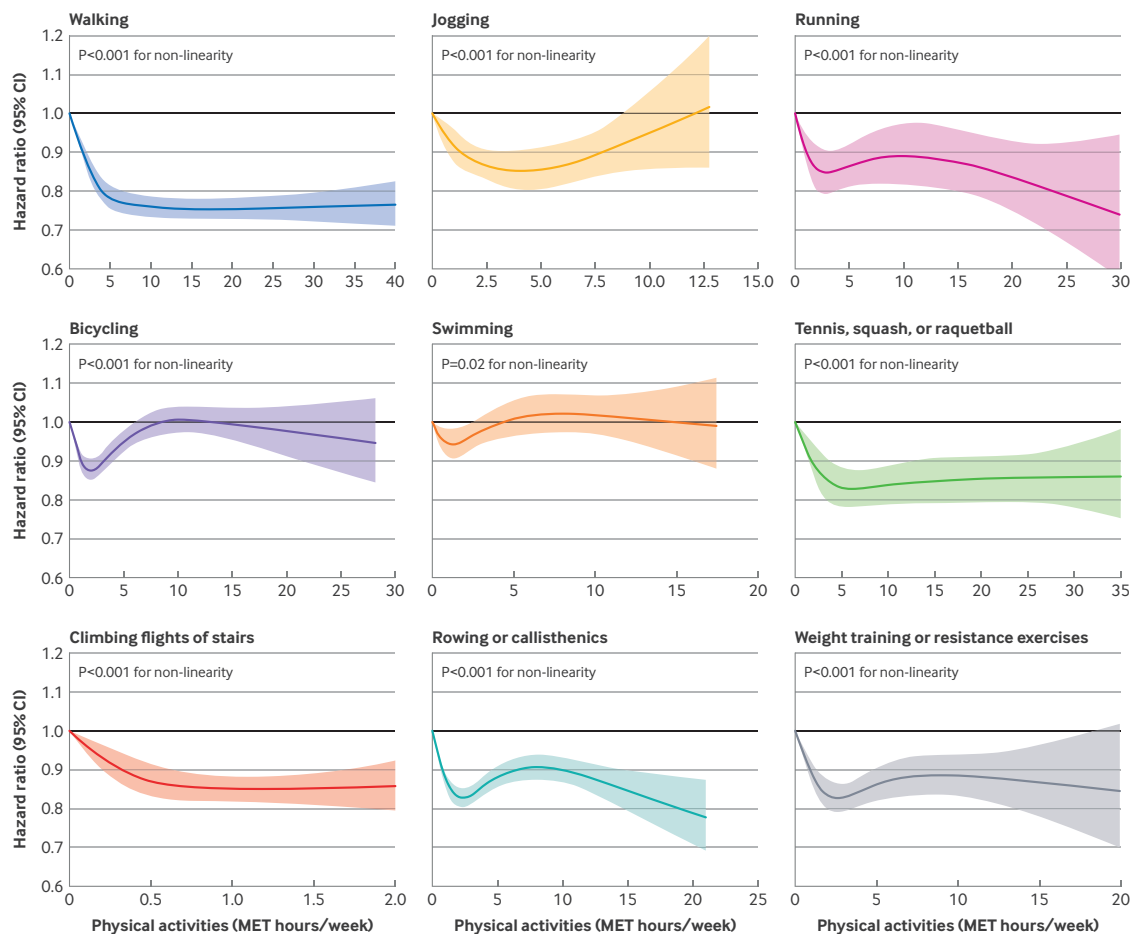 Walking
Jogging
Running
1.2
P<0.001 for non-linearity
P<0.001 for non-linearity
P<0.001 for non-linearity
1.1
1.0
0.9
0.8
0.7
0.6
Hazard ratio (95% CI)
0 5 10 15 20 25 30 35 40
0 2.5 5.0 7.5 10.0 12.5 15.0
0 5 10 15 20 25 30
Bicycling
Swimming
Tennis, squash, or raquetball
1.2
P<0.001 for non-linearity
P=0.02 for non-linearity
P<0.001 for non-linearity
1.1
1.0
0.9
0.8
0.7
0.6
Hazard ratio (95% CI)
0 5 10 15 20 25 30
0 5 10 15 20
0 5 10 15 20 25 30 35
Climbing flights of stairs
Rowing or callisthenics
Weight training or resistance exercises
1.2
P<0.001 for non-linearity
P<0.001 for non-linearity
P<0.001 for non-linearity
1.1
1.0
0.9
0.8
0.7
0.6
Hazard ratio (95% CI)
0 0.5 1.0 1.5 2.0
0 5 10 15 20 25
0 5 10 15 20
Physical activities (MET hours/week)
Physical activities (MET hours/week)
Physical activities (MET hours/week)